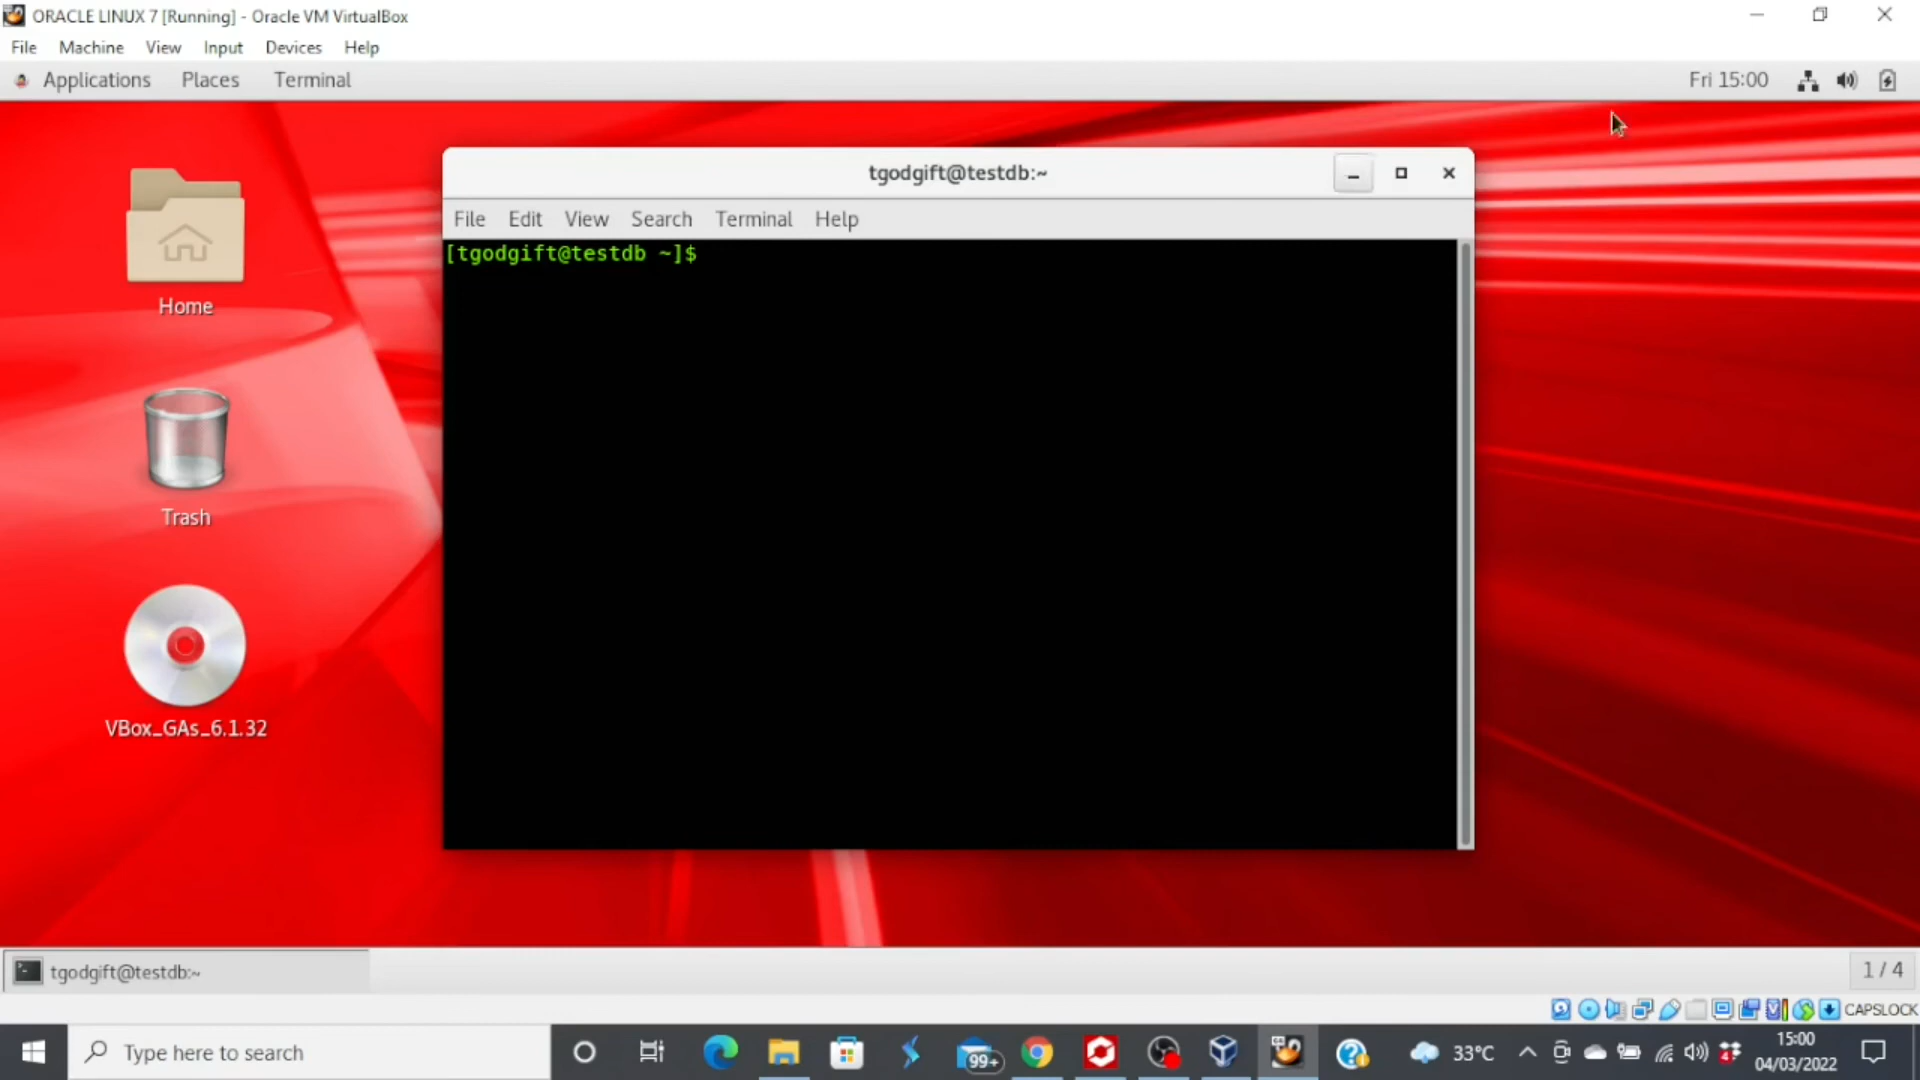 ORACLE LINUX 7 [Running] - Oracle VM VirtualBox
File Machine View Input Devices Help
Applications Places Terminal Fri 15:00
tgodgift@testdb:~
File Edit View Search Terminal Help
[tgodgift@testdb ~]$
Home
Trash
VBox_GAs_6.1.32
tgodgift@testdb:~ 1 / 4
CAPSLOCK
Type here to search 99+ 33°C 15:00
04/03/2022